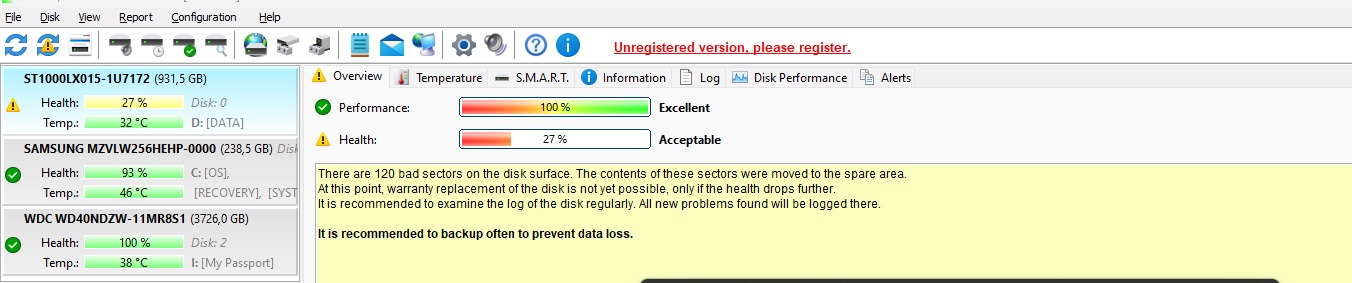 File Disk View Report Configuration Help
Unregistered version, please register.
ST1000LX015-1U7172 (931,5 GB)
Health: 27 % Disk: 0
Temp.: 32 °C D: [DATA]
SAMSUNG MZVLW256HEHP-0000 (238,5 GB) Disk
Health: 93 % C: [OS],
Temp.: 46 °C [RECOVERY], [SYST
WDC WD40NDZW-11MR8S1 (3726,0 GB)
Health: 100 % Disk: 2
Temp.: 38 °C I: [My Passport]
Overview Temperature S.M.A.R.T. Information Log Disk Performance Alerts
Performance: 100 % Excellent
Health: 27 % Acceptable
There are 120 bad sectors on the disk surface. The contents of these sectors were moved to the spare area.
At this point, warranty replacement of the disk is not yet possible, only if the health drops further.
It is recommended to examine the log of the disk regularly. All new problems found will be logged there.
It is recommended to backup often to prevent data loss.